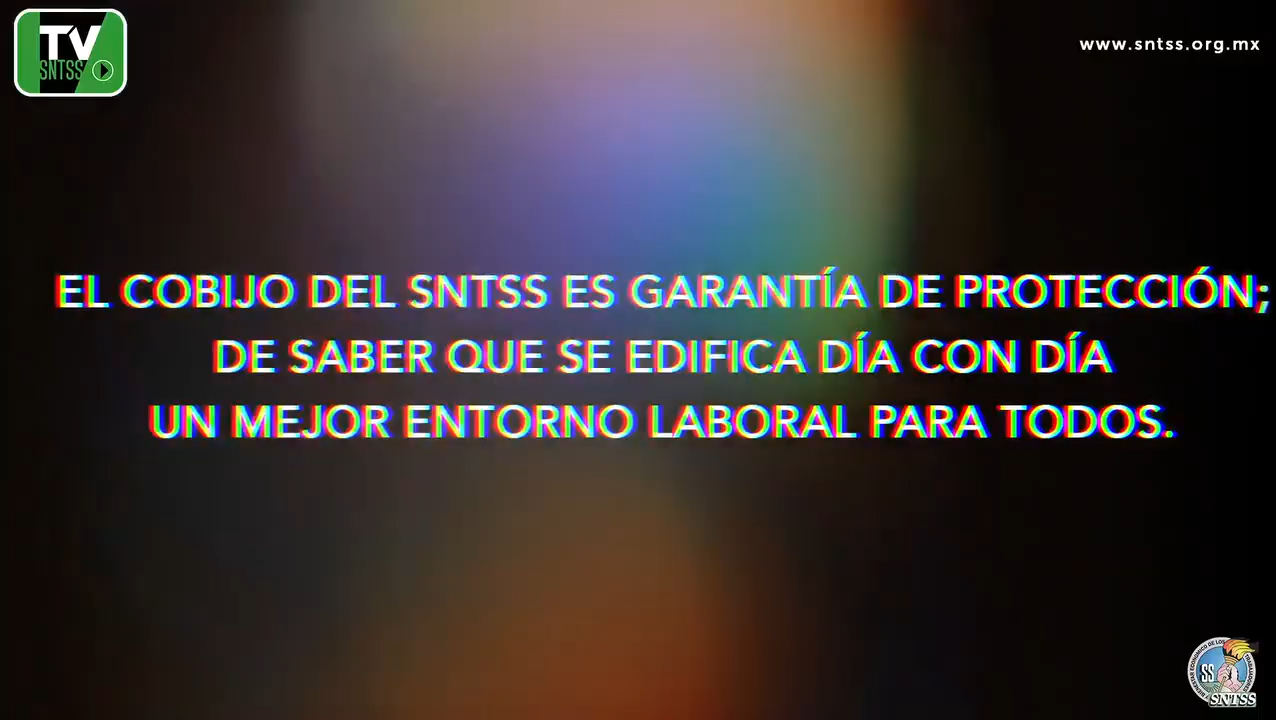 TV
SNTSS
www.sntss.org.mx
EL COBIJO DEL SNTSS ES GARANTÍA DE PROTECCIÓN;
DE SABER QUE SE EDIFICA DÍA CON DÍA
UN MEJOR ENTORNO LABORAL PARA TODOS.
SS
SNTSS